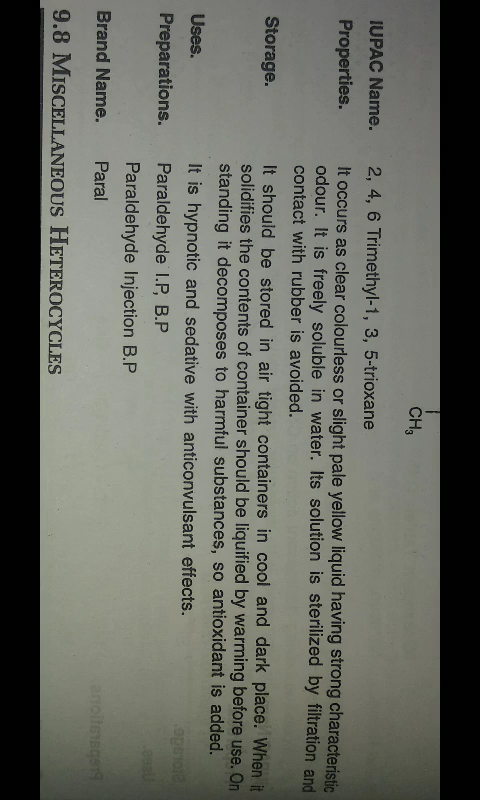 CH₃
IUPAC Name. 2, 4, 6 Trimethyl-1, 3, 5-trioxane
Properties. It occurs as clear colourless or slight pale yellow liquid having strong characteristic
odour. It is freely soluble in water. Its solution is sterilized by filtration and
contact with rubber is avoided.
Storage. It should be stored in air tight containers in cool and dark place. When it
solidifies the contents of container should be liquified by warming before use. On
standing it decomposes to harmful substances, so antioxidant is added.
Uses. It is hypnotic and sedative with anticonvulsant effects.
Preparations. Paraldehyde I.P, B.P
Paraldehyde Injection B.P
Brand Name. Paral
9.8 MISCELLANEOUS HETEROCYCLES